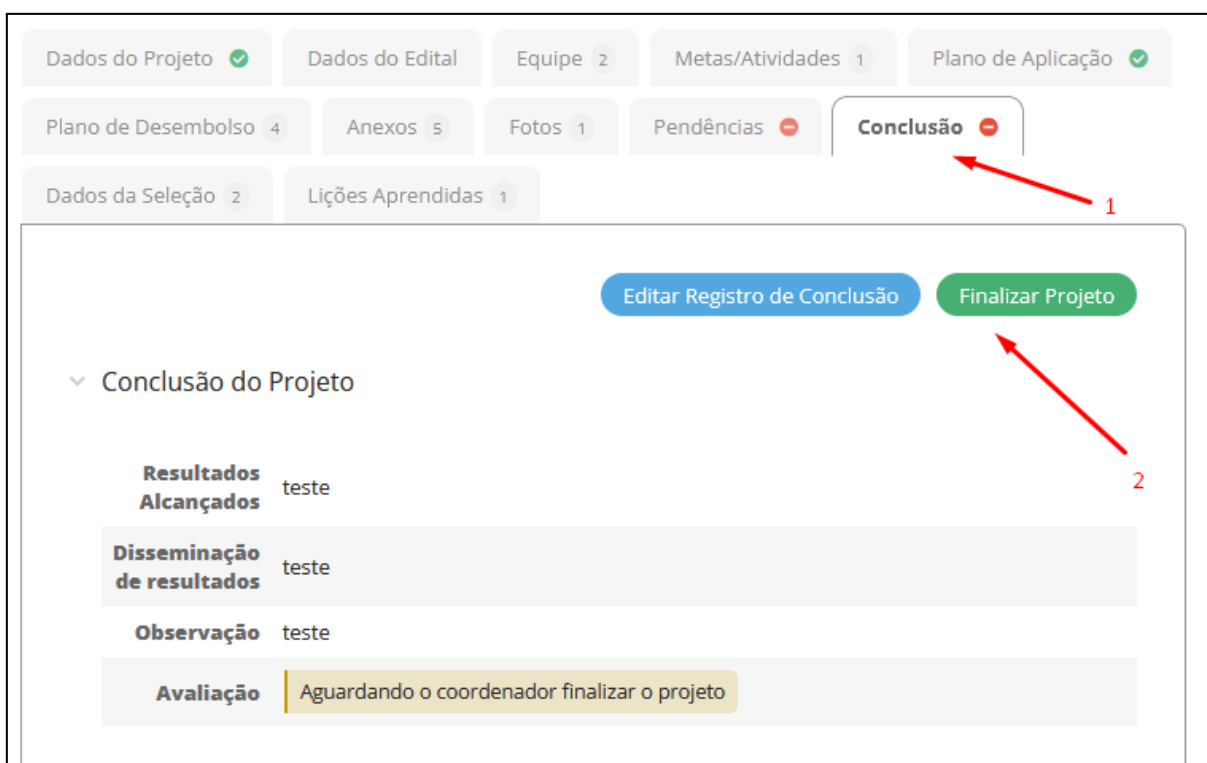 Dados do Projeto
Dados do Edital
Equipe 2
Metas/Atividades 1
Plano de Aplicação
Plano de Desembolso 4
Anexos 5
Fotos 1
Pendências
Conclusão
Dados da Seleção 2
Lições Aprendidas 1
1
Editar Registro de Conclusão
Finalizar Projeto
2
Conclusão do Projeto
Resultados
Alcançados
teste
Disseminação
de resultados
teste
Observação teste
Avaliação Aguardando o coordenador finalizar o projeto